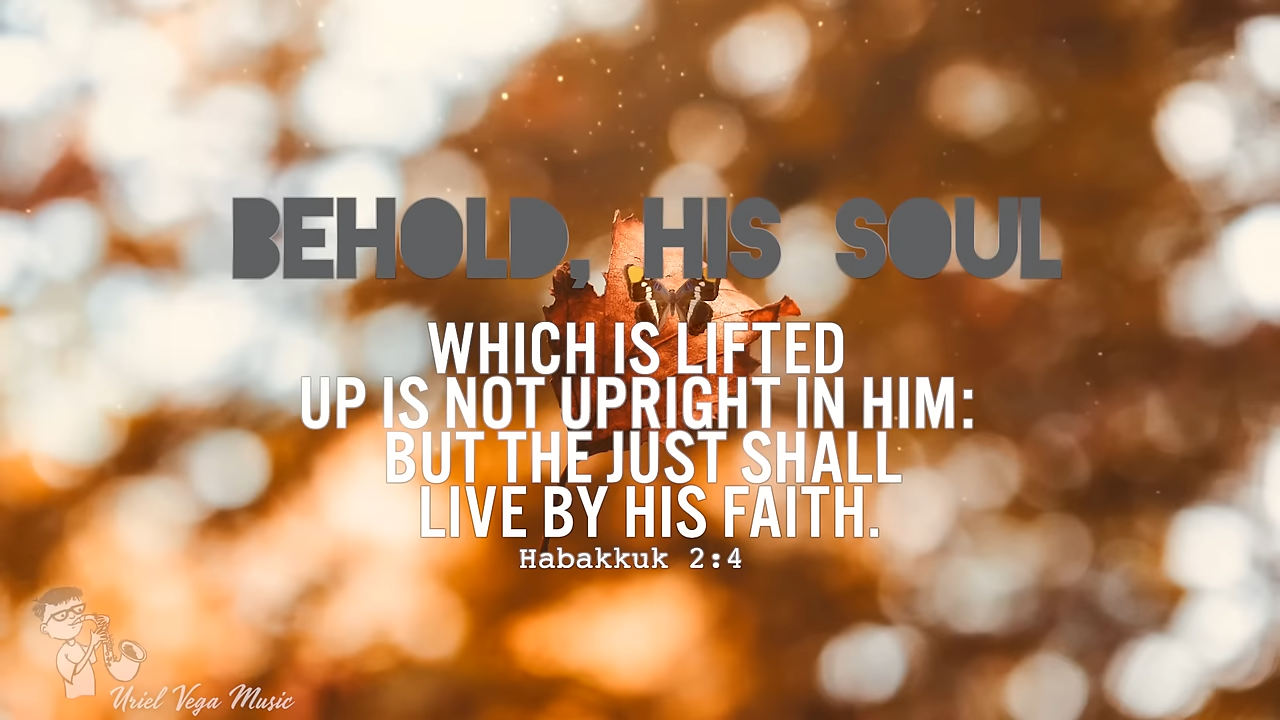 BEHOLD, HIS SOUL
WHICH IS LIFTED
UP IS NOT UPRIGHT IN HIM:
BUT THE JUST SHALL
LIVE BY HIS FAITH.
Habakkuk 2:4
Uriel Vega Music